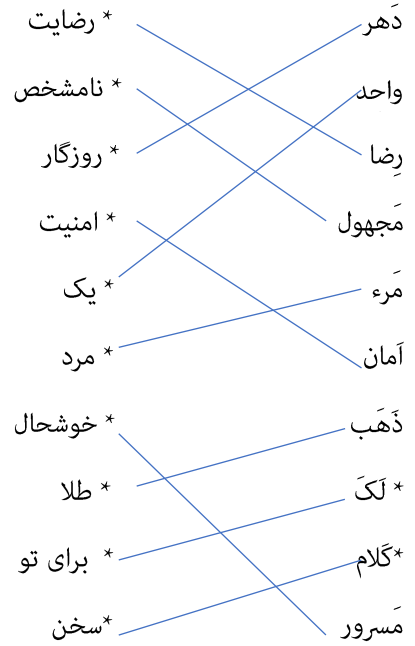 دَهر * رضایت
واحد * نامشخص
رِضا * روزگار
مَجهول * امنیت
مَرء * یک
اَمان * مرد
ذَهَب * خوشحال
* لَکَ * طلا
*کَلام * برای تو
مَسرور *سخن